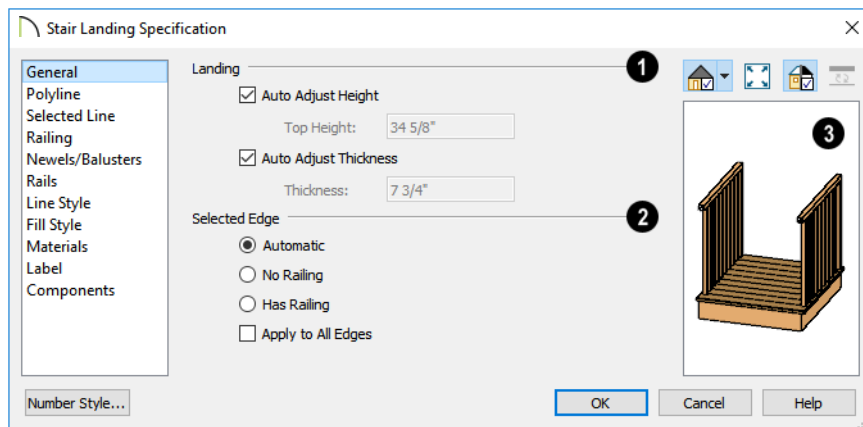 Stair Landing Specification
General
Polyline
Selected Line
Railing
Newels/Balusters
Rails
Line Style
Fill Style
Materials
Label
Components
Landing
1
Auto Adjust Height
Top Height: 34 5/8"
Auto Adjust Thickness
Thickness: 7 3/4"
Selected Edge
2
Automatic
No Railing
Has Railing
Apply to All Edges
3
Number Style...
OK
Cancel
Help